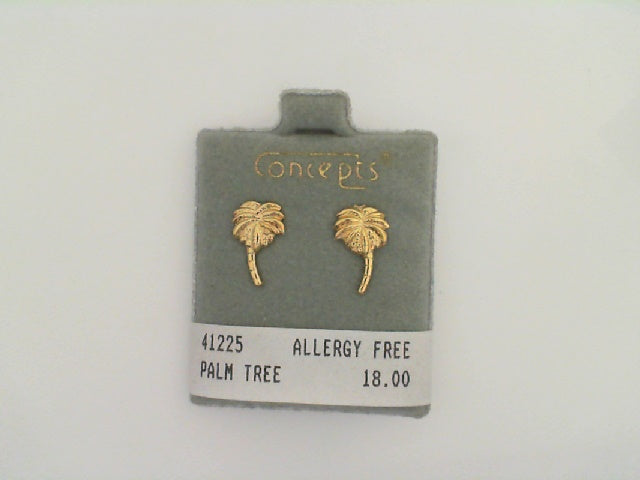 Concepts
41225 ALLERGY FREE
PALM TREE 18.00